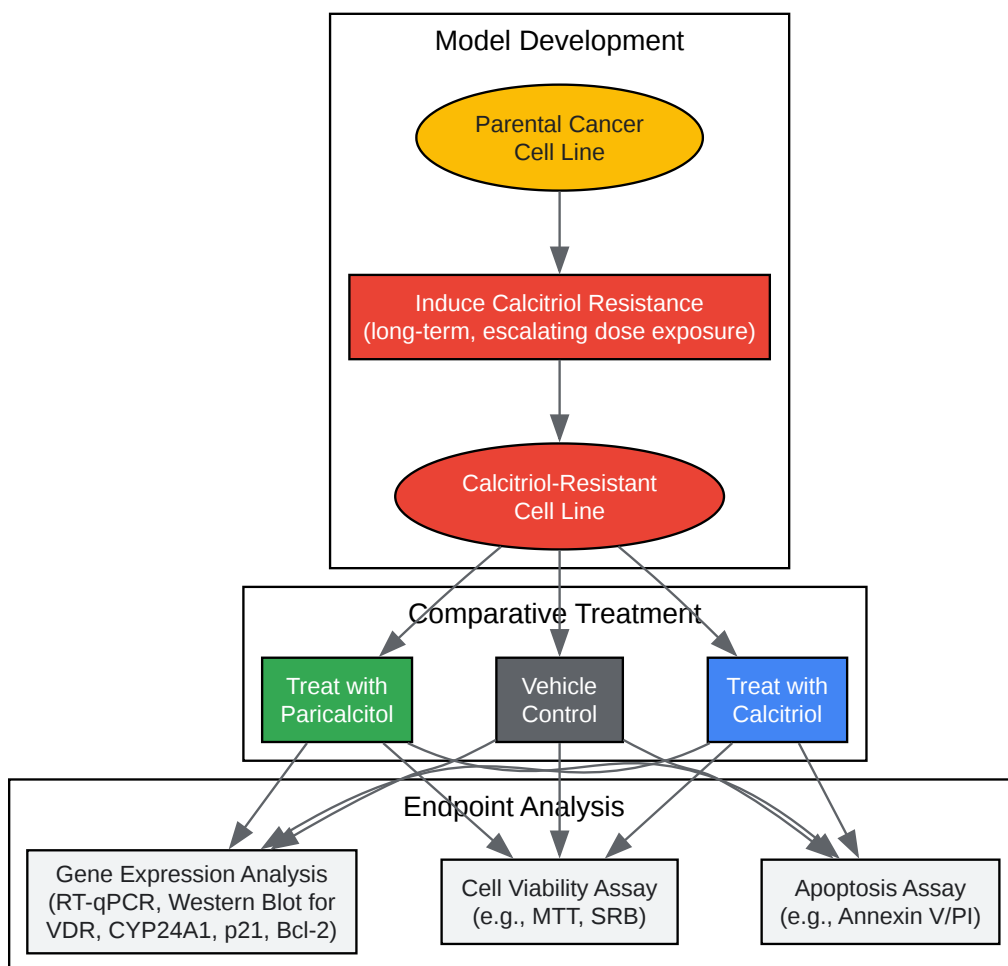 Model Development
Parental Cancer
Cell Line
Induce Calcitriol Resistance
(long-term, escalating dose exposure)
Calcitriol-Resistant
Cell Line
Comparative Treatment
Treat with
Paricalcitol
Vehicle
Control
Treat with
Calcitriol
Endpoint Analysis
Gene Expression Analysis
(RT-qPCR, Western Blot for
VDR, CYP24A1, p21, Bcl-2)
Cell Viability Assay
(e.g., MTT, SRB)
Apoptosis Assay
(e.g., Annexin V/PI)